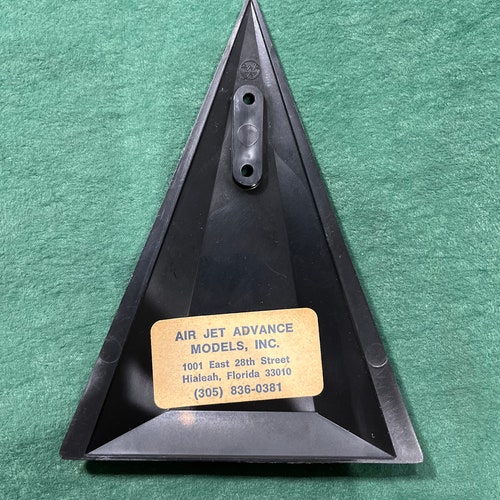 AIR JET ADVANCE
MODELS, INC.
1001 East 28th Street
Hialeah, Florida 33010
(305) 836-0381